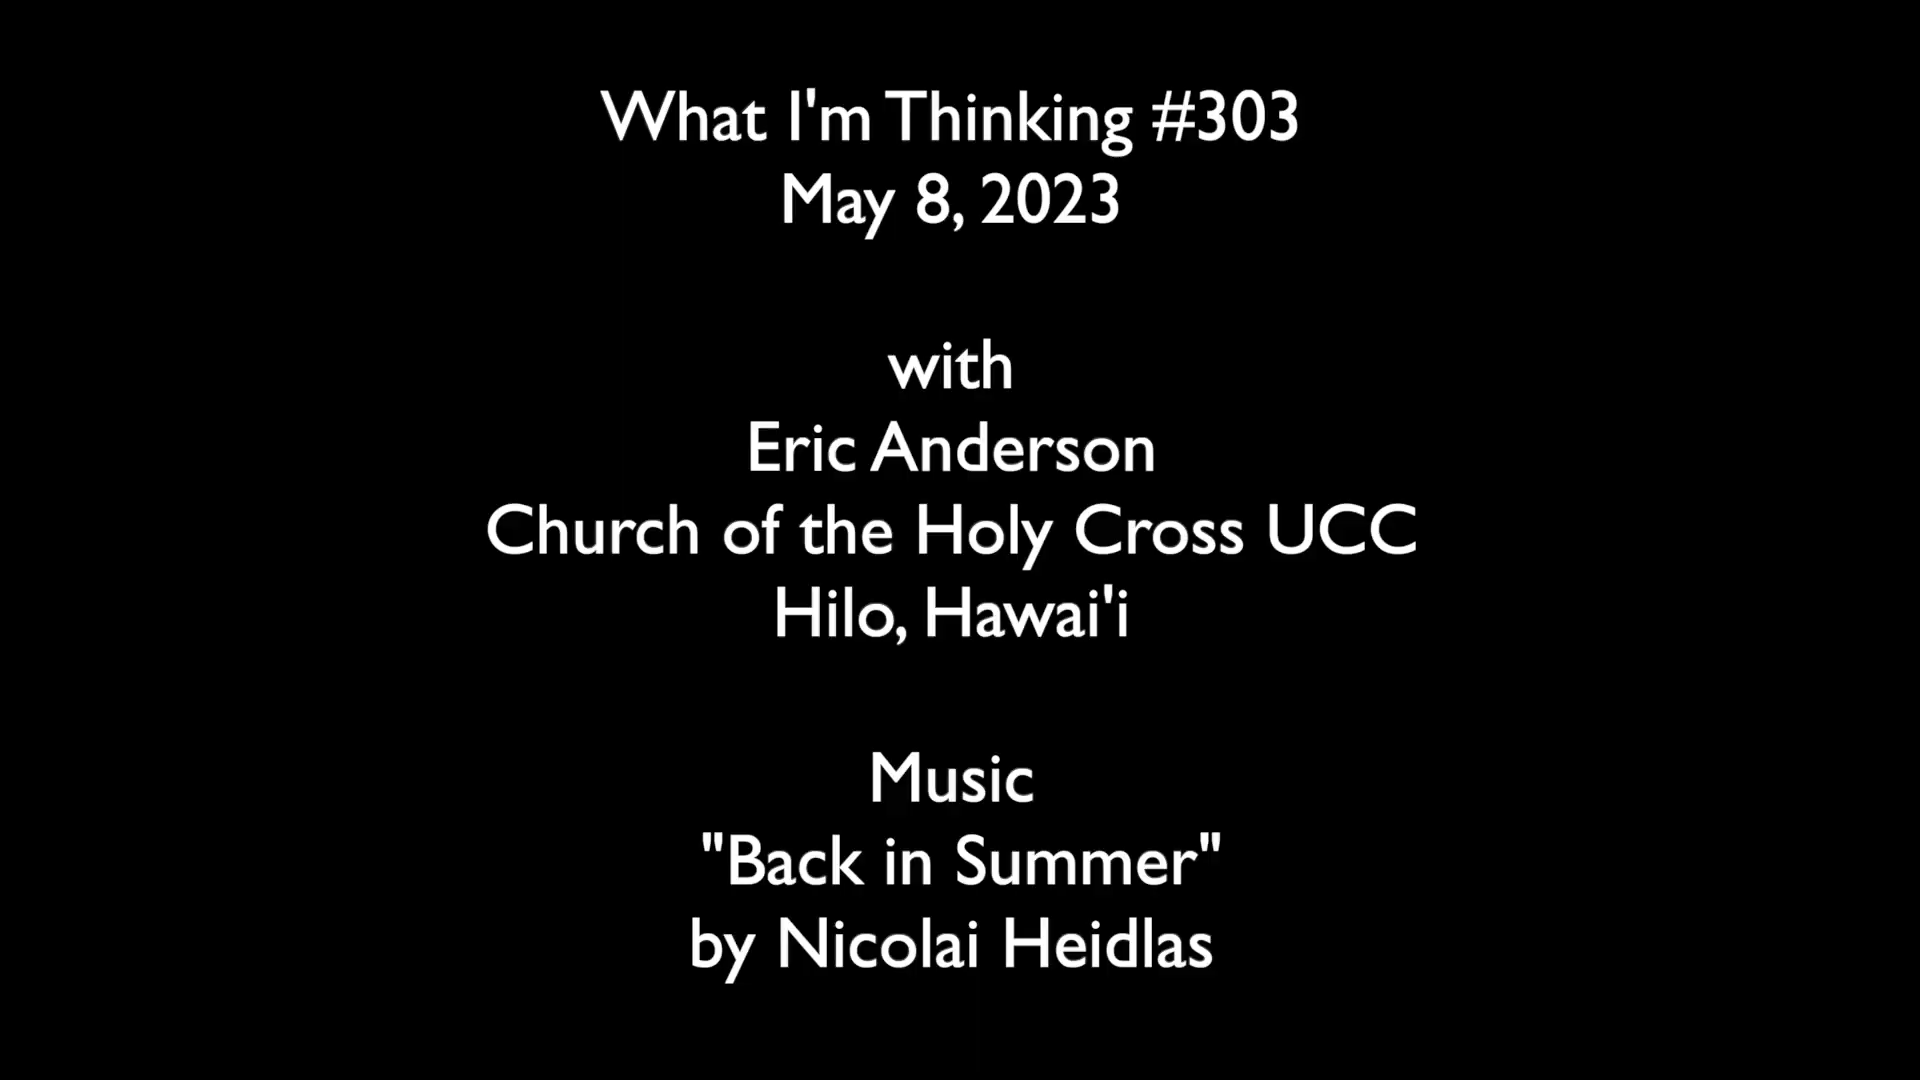 What I'm Thinking #303
May 8, 2023
with
Eric Anderson
Church of the Holy Cross UCC
Hilo, Hawai'i
Music
"Back in Summer"
by Nicolai Heidlas